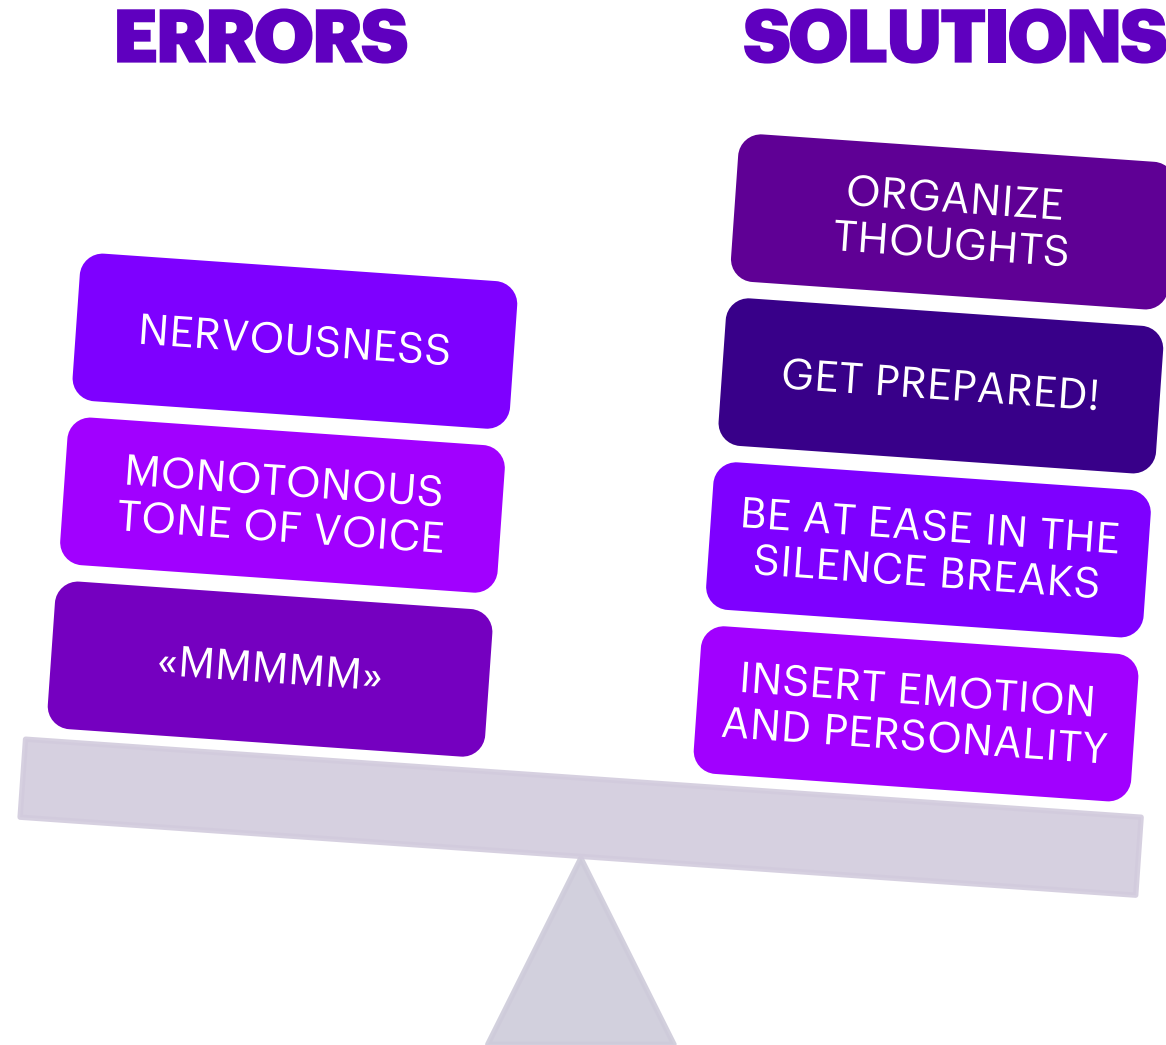 ERRORS
NERVOUSNESS
MONOTONOUS
TONE OF VOICE
«MMMMM»
SOLUTIONS
ORGANIZE
THOUGHTS
GET PREPARED!
BE AT EASE IN THE
SILENCE BREAKS
INSERT EMOTION
AND PERSONALITY